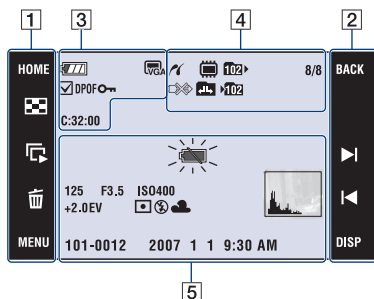 1
3
4
2
HOME
VGA
102
8/8
BACK
DPOF
102
C:32:00
125 F3.5 ISO400
+2.0EV
MENU
101-0012 2007 1 1 9:30 AM
DISP
5